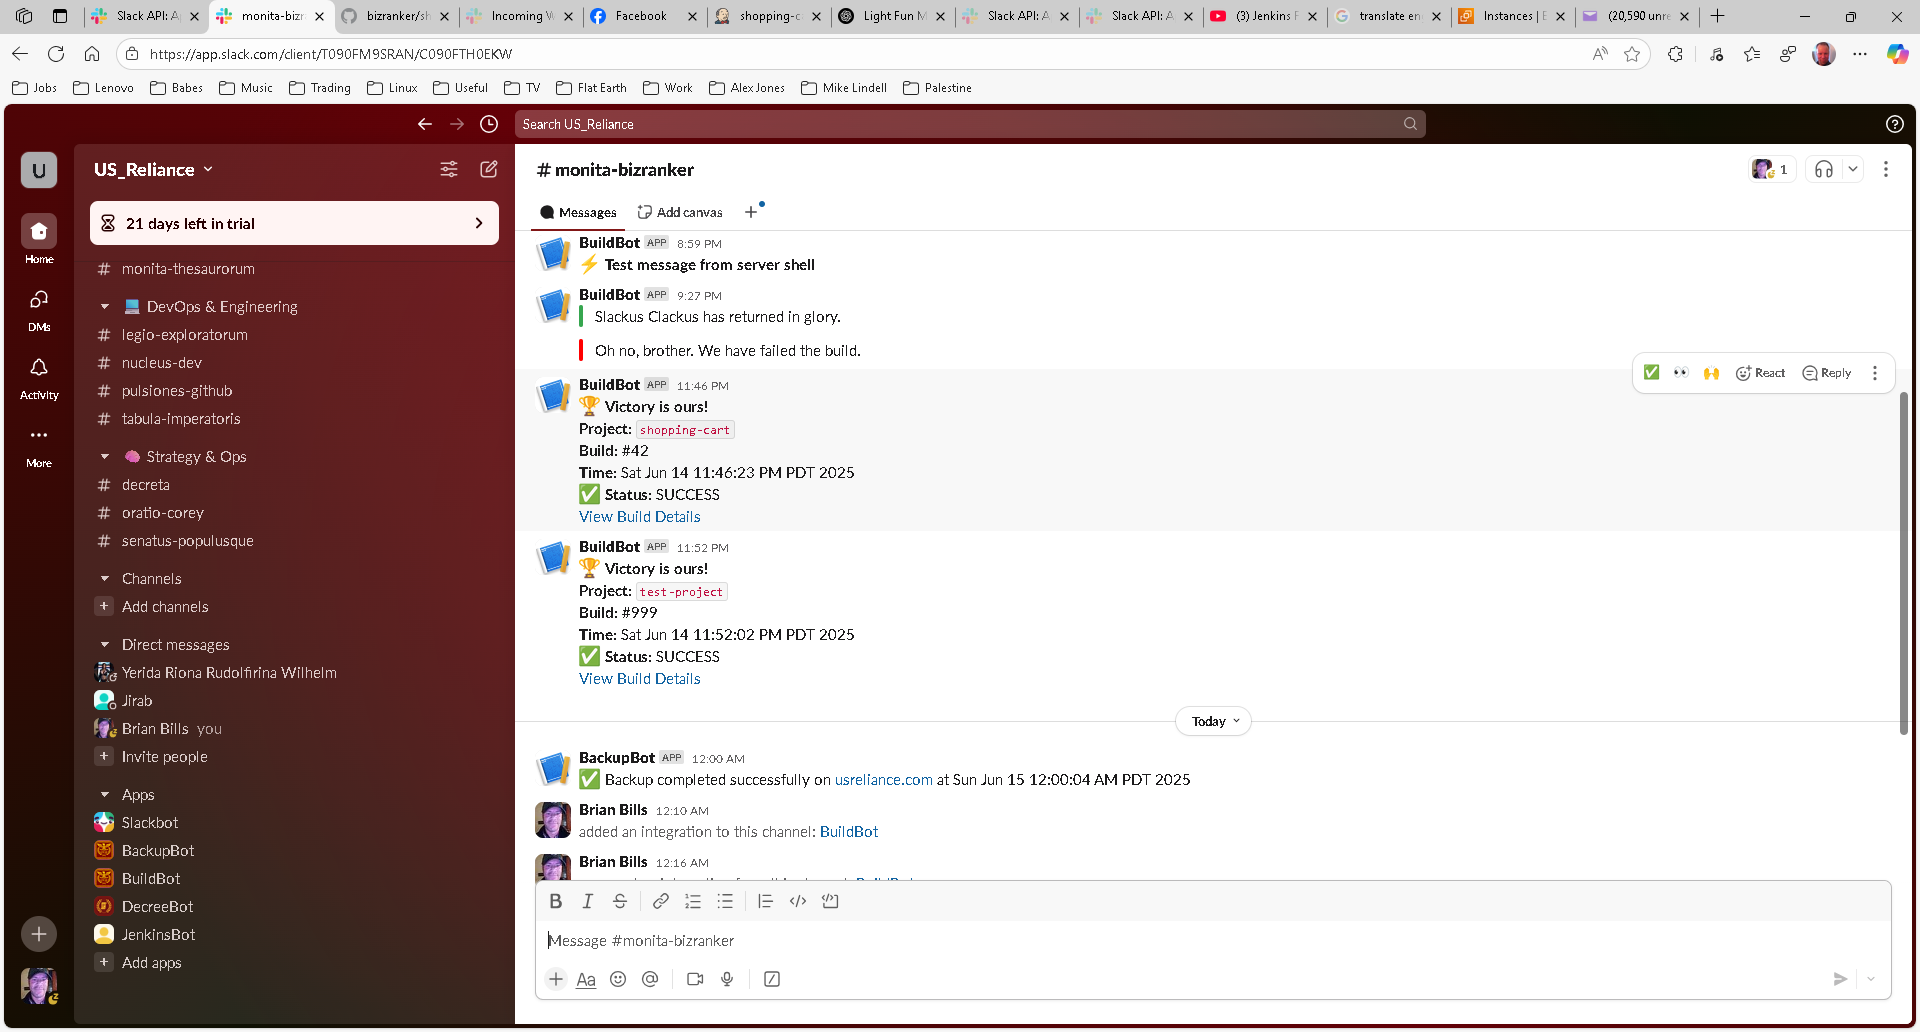 Slack API: A
monita-bizr
bizranker/sh
Incoming W
Facebook
shopping-c
Light Fun M
Slack API: A
Slack API: A
(3) Jenkins F
translate en
Instances | E
(20,590 unre
https://app.slack.com/client/T090FM9SRAN/C090FTH0EKW
Jobs
Lenovo
Babes
Music
Trading
Linux
Useful
TV
Flat Earth
Work
Alex Jones
Mike Lindell
Palestine
Search US_Reliance
U
Home
DMs
Activity
More
US_Reliance
21 days left in trial
# monita-thesaurorum
DevOps & Engineering
# legio-exploratorum
# nucleus-dev
# pulsiones-github
# tabula-imperatoris
Strategy & Ops
# decreta
# oratio-corey
# senatus-populusque
Channels
Add channels
Direct messages
Yerida Riona Rudolfirina Wilhelm
Jirab
Brian Bills you
Invite people
Apps
Slackbot
BackupBot
BuildBot
DecreeBot
JenkinsBot
Add apps
# monita-bizranker
1
Messages
Add canvas
BuildBot APP 8:59 PM
⚡ Test message from server shell
BuildBot APP 9:27 PM
Slackus Clackus has returned in glory.
Oh no, brother. We have failed the build.
React
Reply
BuildBot APP 11:46 PM
🏆 Victory is ours!
Project: shopping-cart
Build: #42
Time: Sat Jun 14 11:46:23 PM PDT 2025
✅ Status: SUCCESS
View Build Details
BuildBot APP 11:52 PM
🏆 Victory is ours!
Project: test-project
Build: #999
Time: Sat Jun 14 11:52:02 PM PDT 2025
✅ Status: SUCCESS
View Build Details
Today
BackupBot APP 12:00 AM
✅ Backup completed successfully on usreliance.com at Sun Jun 15 12:00:04 AM PDT 2025
Brian Bills 12:10 AM
added an integration to this channel: BuildBot
Brian Bills 12:16 AM
Message #monita-bizranker
Aa